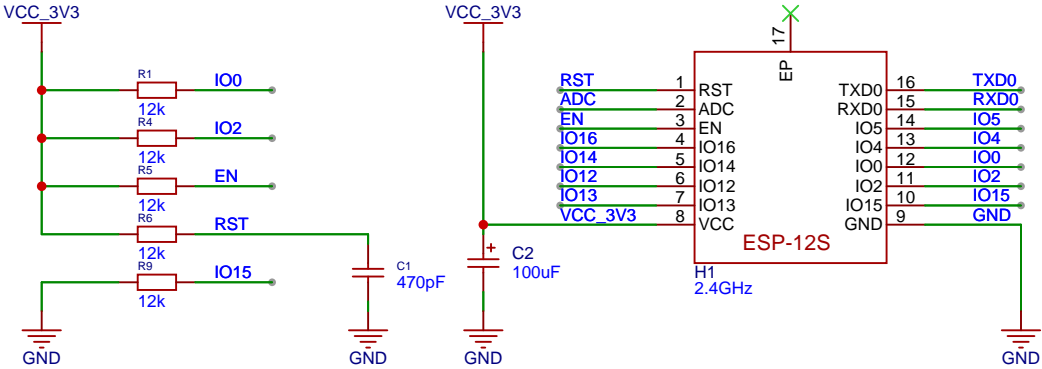 VCC_3V3
R1
IO0
12k
R4
IO2
12k
R5
EN
12k
R6
RST
12k
R9
IO15
12k
C1
470pF
GND
GND
VCC_3V3
C2
100uF
GND
17
EP
RST 1 RST
ADC 2 ADC
EN 3 EN
IO16 4 IO16
IO14 5 IO14
IO12 6 IO12
IO13 7 IO13
VCC_3V3 8 VCC
TXD0 16 TXD0
RXD0 15 RXD0
IO5 14 IO5
IO4 13 IO4
IO0 12 IO0
IO2 11 IO2
IO15 10 IO15
GND 9 GND
ESP-12S
H1
2.4GHz
GND